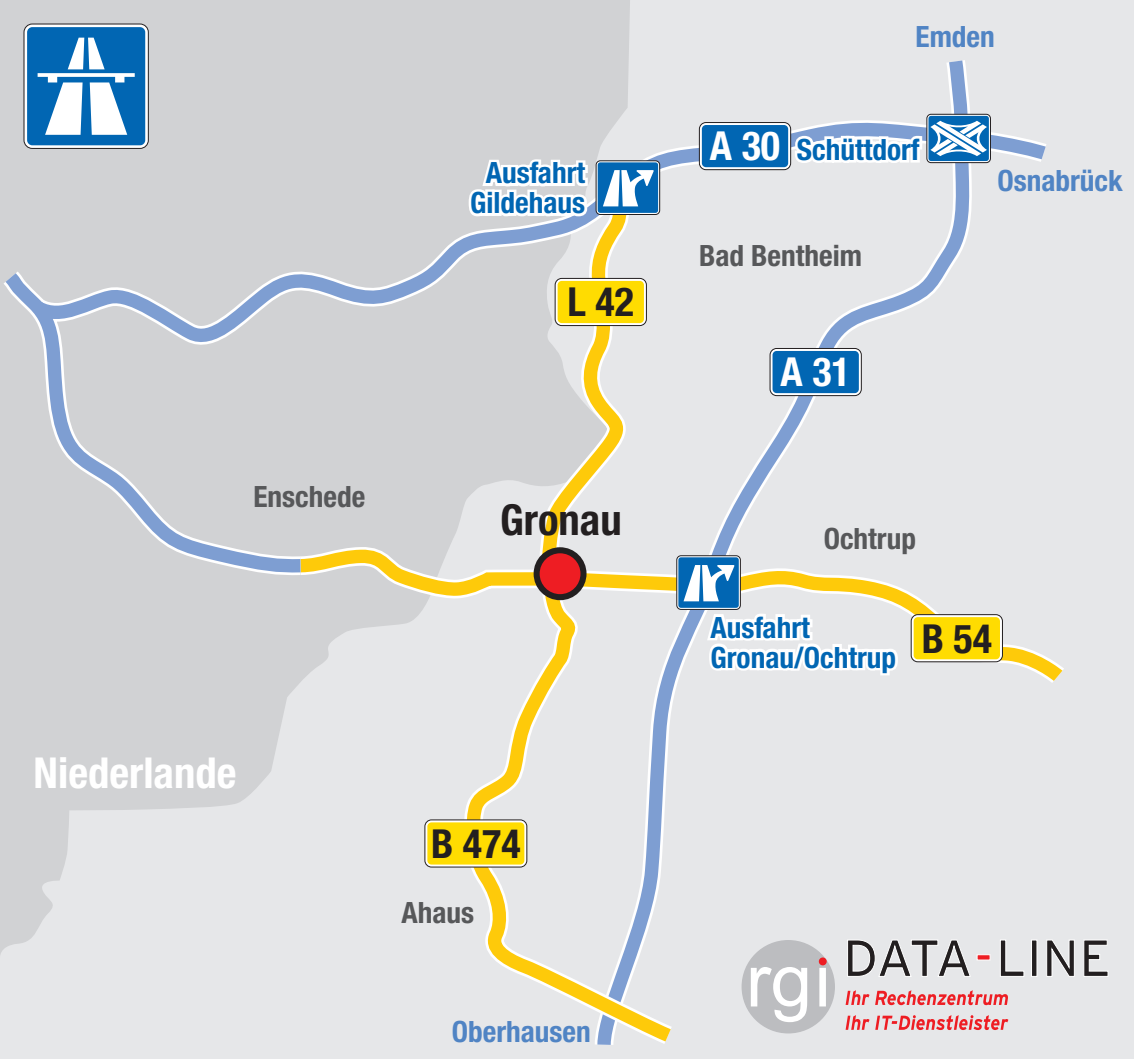 Emden
A 30
Schüttdorf
Ausfahrt
Gildehaus
Osnabrück
Bad Bentheim
L 42
A 31
Enschede
Gronau
Ochtrup
Ausfahrt
Gronau/Ochtrup
B 54
Niederlande
B 474
Ahaus
Oberhausen
rgi
DATA-LINE
Ihr Rechenzentrum
Ihr IT-Dienstleister